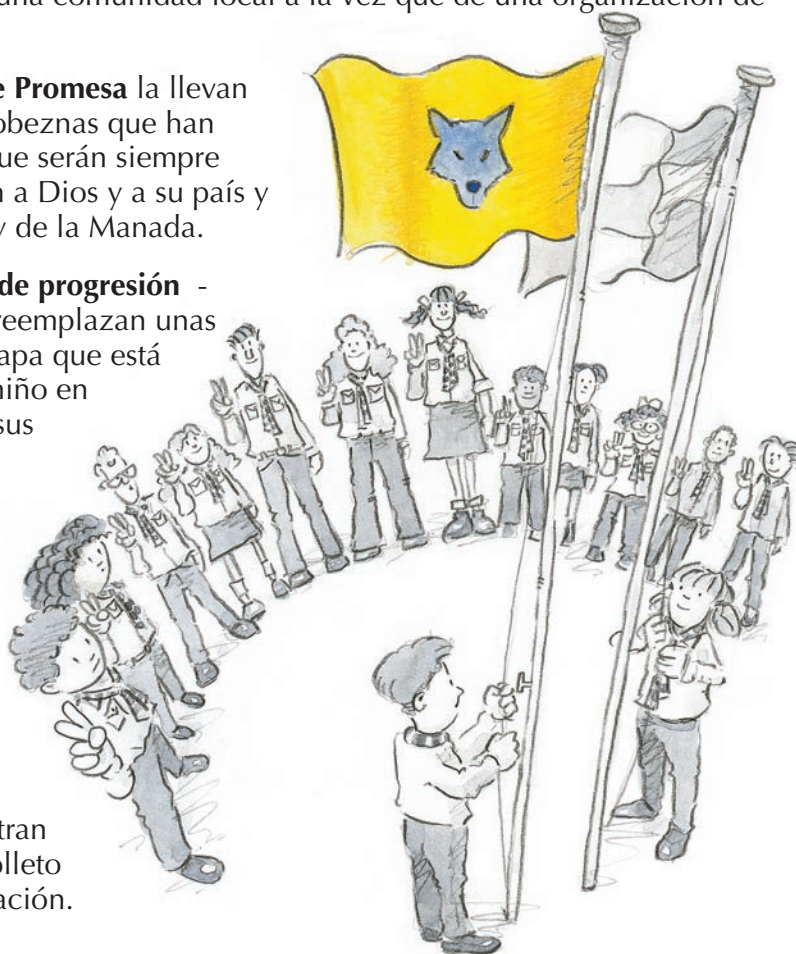 una comunidad local a la vez que de una organización de
e Promesa la llevan
obeznas que han
ue serán siempre
n a Dios y a su país y
y de la Manada.
de progresión -
reemplazan unas
apa que está
niño en
sus
tran
olleto
ación.